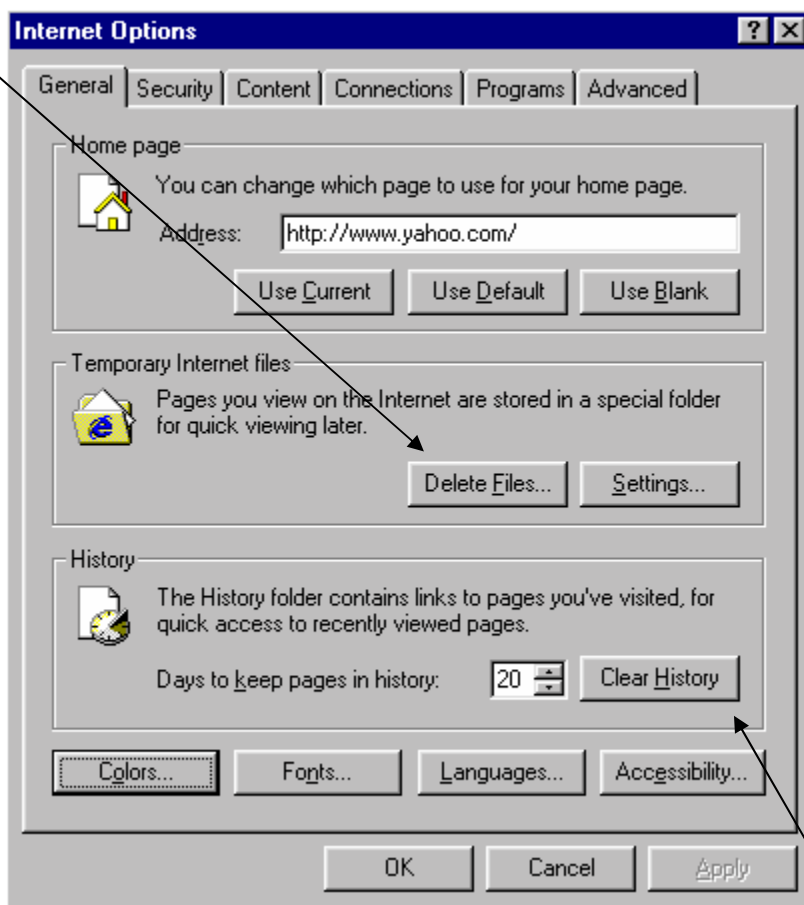 Internet Options
General Security Content Connections Programs Advanced
Home page
You can change which page to use for your home page.
Address: http://www.yahoo.com/
Use Current Use Default Use Blank
Temporary Internet files
Pages you view on the Internet are stored in a special folder
for quick viewing later.
Delete Files... Settings...
History
The History folder contains links to pages you've visited, for
quick access to recently viewed pages.
Days to keep pages in history: 20 Clear History
Colors... Fonts... Languages... Accessibility...
OK Cancel Apply